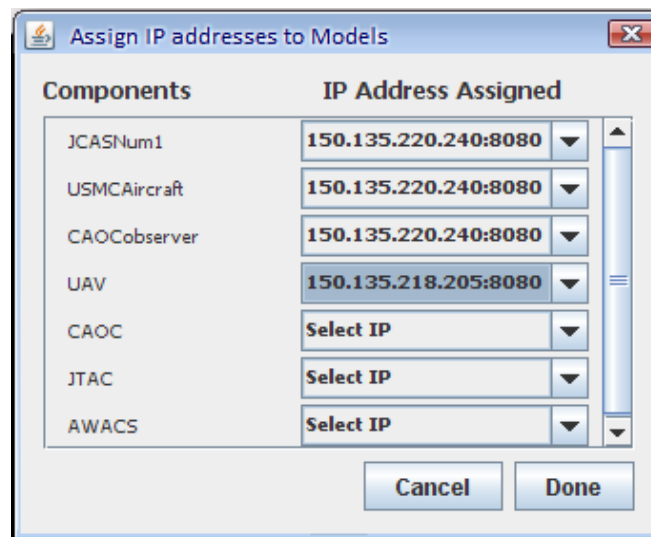 Assign IP addresses to Models
Components IP Address Assigned
JCASNum1 150.135.220.240:8080
USMCAircraft 150.135.220.240:8080
CAOCobserver 150.135.220.240:8080
UAV 150.135.218.205:8080
CAOC Select IP
JTAC Select IP
AWACS Select IP
Cancel Done